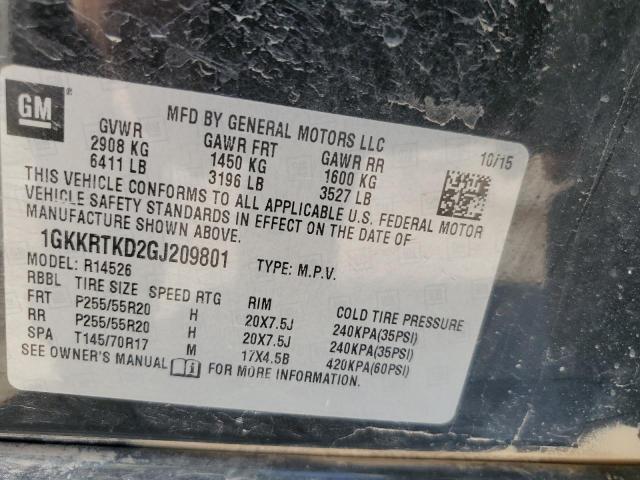 GM
MFD BY GENERAL MOTORS LLC
GVWR GAWR FRT GAWR RR 10/15
2908 KG 1450 KG 1600 KG
6411 LB 3196 LB 3527 LB
THIS VEHICLE CONFORMS TO ALL APPLICABLE U.S. FEDERAL MOTOR
VEHICLE SAFETY STANDARDS IN EFFECT ON THE DATE OF
MANUFACTURE SHOWN ABOVE.
1GKKRTKD2GJ209801 TYPE: M.P.V.
MODEL: R14526
RBBL TIRE SIZE SPEED RTG RIM COLD TIRE PRESSURE
FRT P255/55R20 H 20X7.5J 240KPA(35PSI)
RR P255/55R20 H 20X7.5J 240KPA(35PSI)
SPA T145/70R17 M 17X4.5B 420KPA(60PSI)
SEE OWNER'S MANUAL FOR MORE INFORMATION.